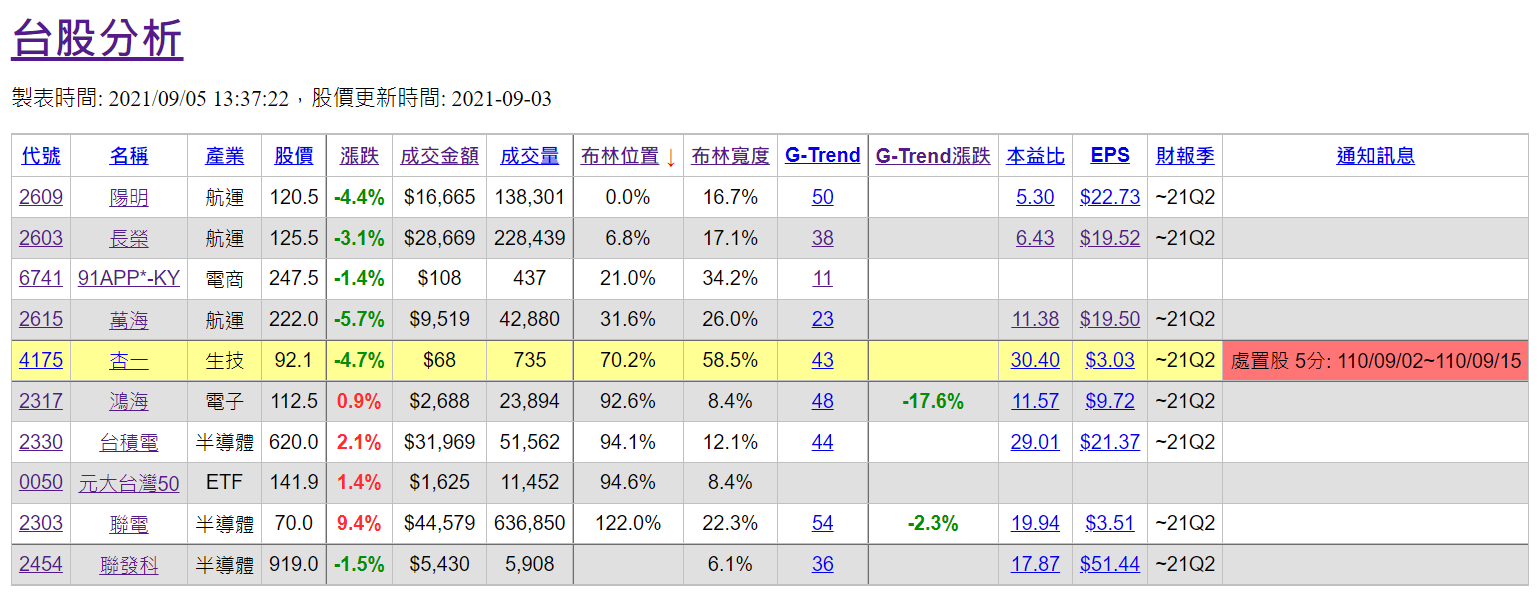 台股分析
製表時間: 2021/09/05 13:37:22，股價更新時間: 2021-09-03
代號 名稱 產業 股價 漲跌 成交金額 成交量 布林位置 ↓ 布林寬度 G-Trend G-Trend漲跌 本益比 EPS 財報季 通知訊息
2609 陽明 航運 120.5 -4.4% $16,665 138,301 0.0% 16.7% 50 5.30 $22.73 ~21Q2
2603 長榮 航運 125.5 -3.1% $28,669 228,439 6.8% 17.1% 38 6.43 $19.52 ~21Q2
6741 91APP*-KY 電商 247.5 -1.4% $108 437 21.0% 34.2% 11
2615 萬海 航運 222.0 -5.7% $9,519 42,880 31.6% 26.0% 23 11.38 $19.50 ~21Q2
4175 杏一 生技 92.1 -4.7% $68 735 70.2% 58.5% 43 30.40 $3.03 ~21Q2 處置股 5分: 110/09/02~110/09/15
2317 鴻海 電子 112.5 0.9% $2,688 23,894 92.6% 8.4% 48 -17.6% 11.57 $9.72 ~21Q2
2330 台積電 半導體 620.0 2.1% $31,969 51,562 94.1% 12.1% 44 29.01 $21.37 ~21Q2
0050 元大台灣50 ETF 141.9 1.4% $1,625 11,452 94.6% 8.4%
2303 聯電 半導體 70.0 9.4% $44,579 636,850 122.0% 22.3% 54 -2.3% 19.94 $3.51 ~21Q2
2454 聯發科 半導體 919.0 -1.5% $5,430 5,908 6.1% 36 17.87 $51.44 ~21Q2